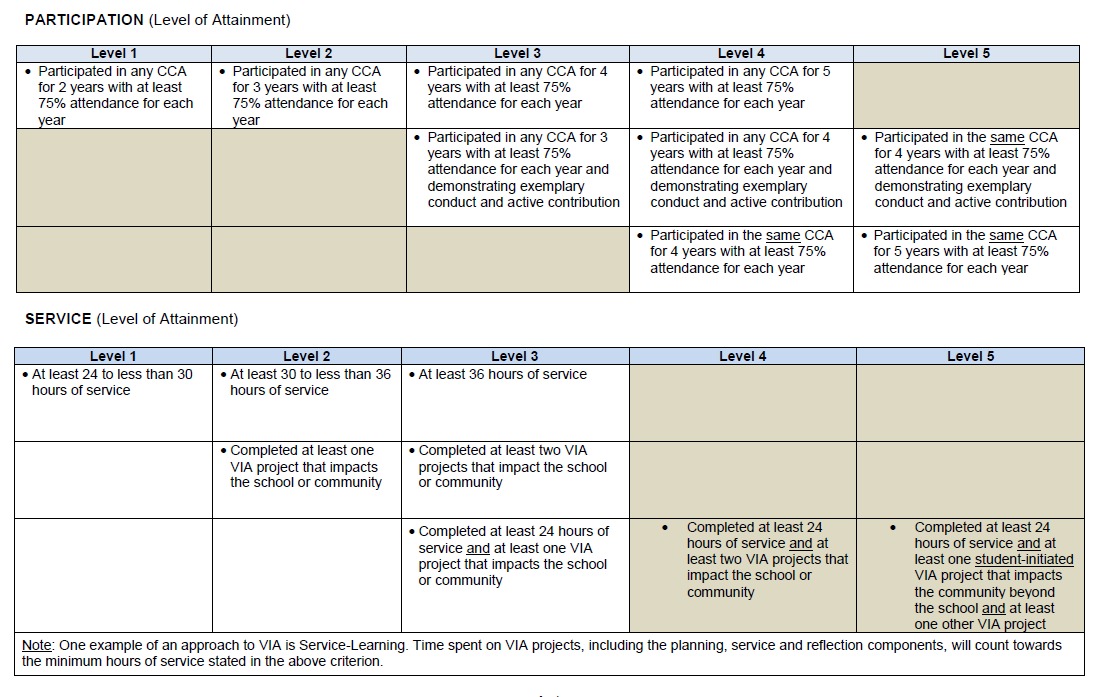 PARTICIPATION (Level of Attainment)
Level 1 Level 2 Level 3 Level 4 Level 5
• Participated in any CCA
for 2 years with at least
75% attendance for each
year
• Participated in any CCA
for 3 years with at least
75% attendance for each
year
• Participated in any CCA for 4
years with at least 75%
attendance for each year
• Participated in any CCA for 5
years with at least 75%
attendance for each year
• Participated in any CCA for 3
years with at least 75%
attendance for each year and
demonstrating exemplary
conduct and active contribution
• Participated in any CCA for 4
years with at least 75%
attendance for each year and
demonstrating exemplary
conduct and active contribution
• Participated in the same CCA
for 4 years with at least 75%
attendance for each year and
demonstrating exemplary
conduct and active contribution
• Participated in the same CCA
for 4 years with at least 75%
attendance for each year
• Participated in the same CCA
for 5 years with at least 75%
attendance for each year
SERVICE (Level of Attainment)
Level 1 Level 2 Level 3 Level 4 Level 5
• At least 24 to less than 30
hours of service
• At least 30 to less than 36
hours of service
• At least 36 hours of service
• Completed at least one
VIA project that impacts
the school or community
• Completed at least two VIA
projects that impact the school
or community
• Completed at least 24 hours of
service and at least one VIA
project that impacts the school
or community
• Completed at least 24
hours of service and at
least two VIA projects that
impact the school or
community
• Completed at least 24
hours of service and at
least one student-initiated
VIA project that impacts
the community beyond
the school and at least
one other VIA project
Note: One example of an approach to VIA is Service-Learning. Time spent on VIA projects, including the planning, service and reflection components, will count towards
the minimum hours of service stated in the above criterion.